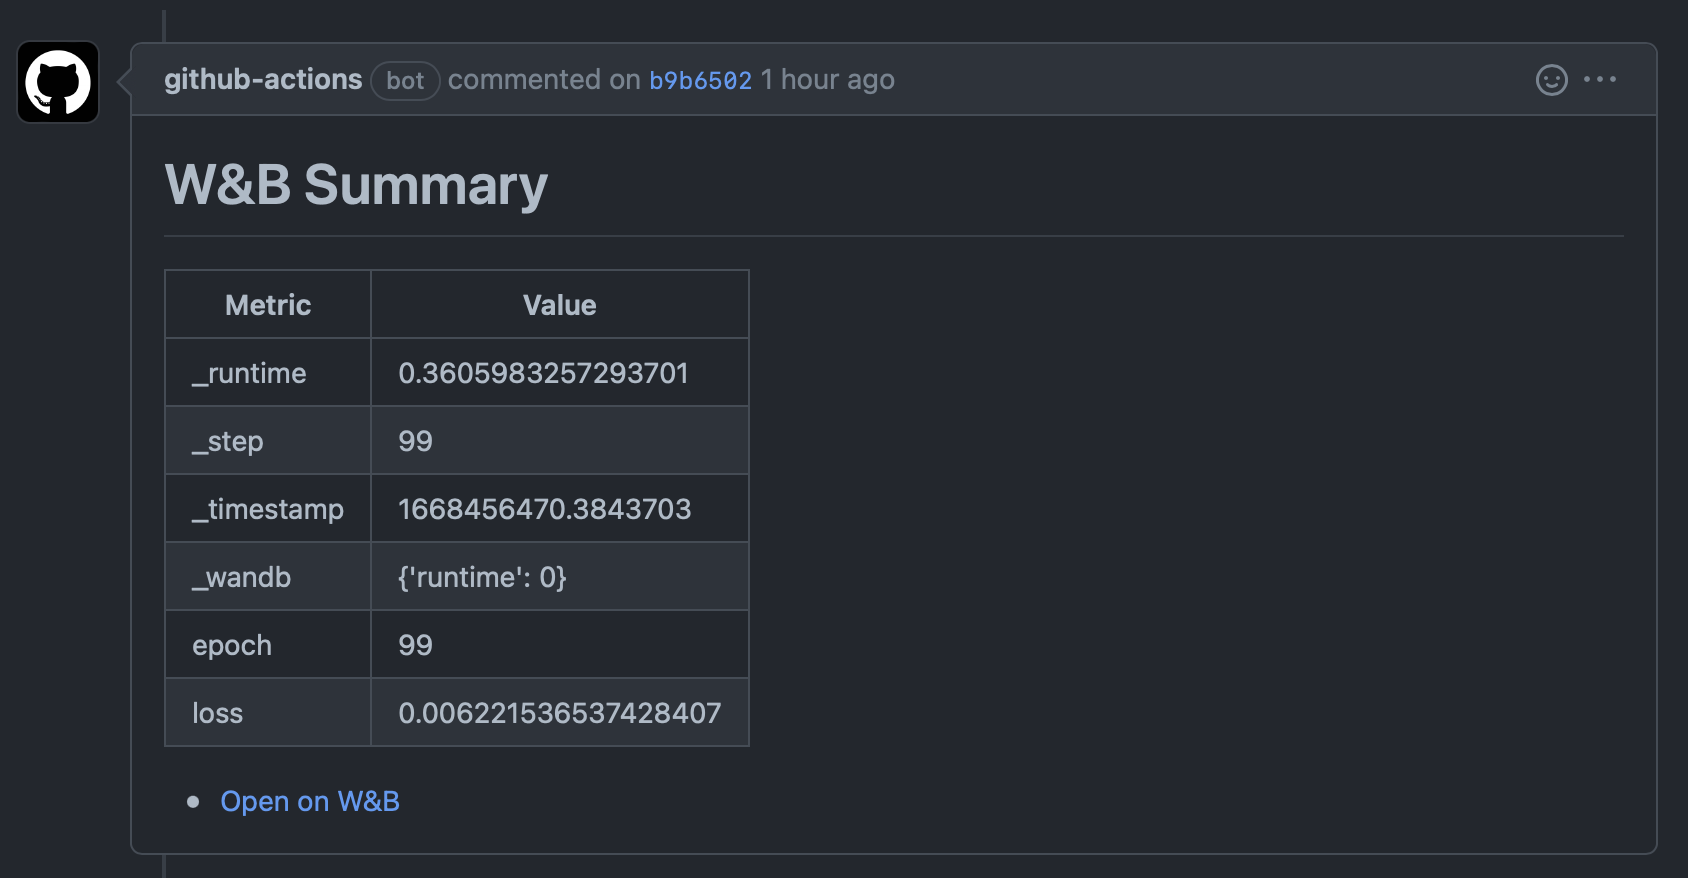 github-actions bot commented on b9b6502 1 hour ago
W&B Summary
Metric Value
_runtime 0.3605983257293701
_step 99
_timestamp 1668456470.3843703
_wandb {'runtime': 0}
epoch 99
loss 0.006221536537428407
Open on W&B